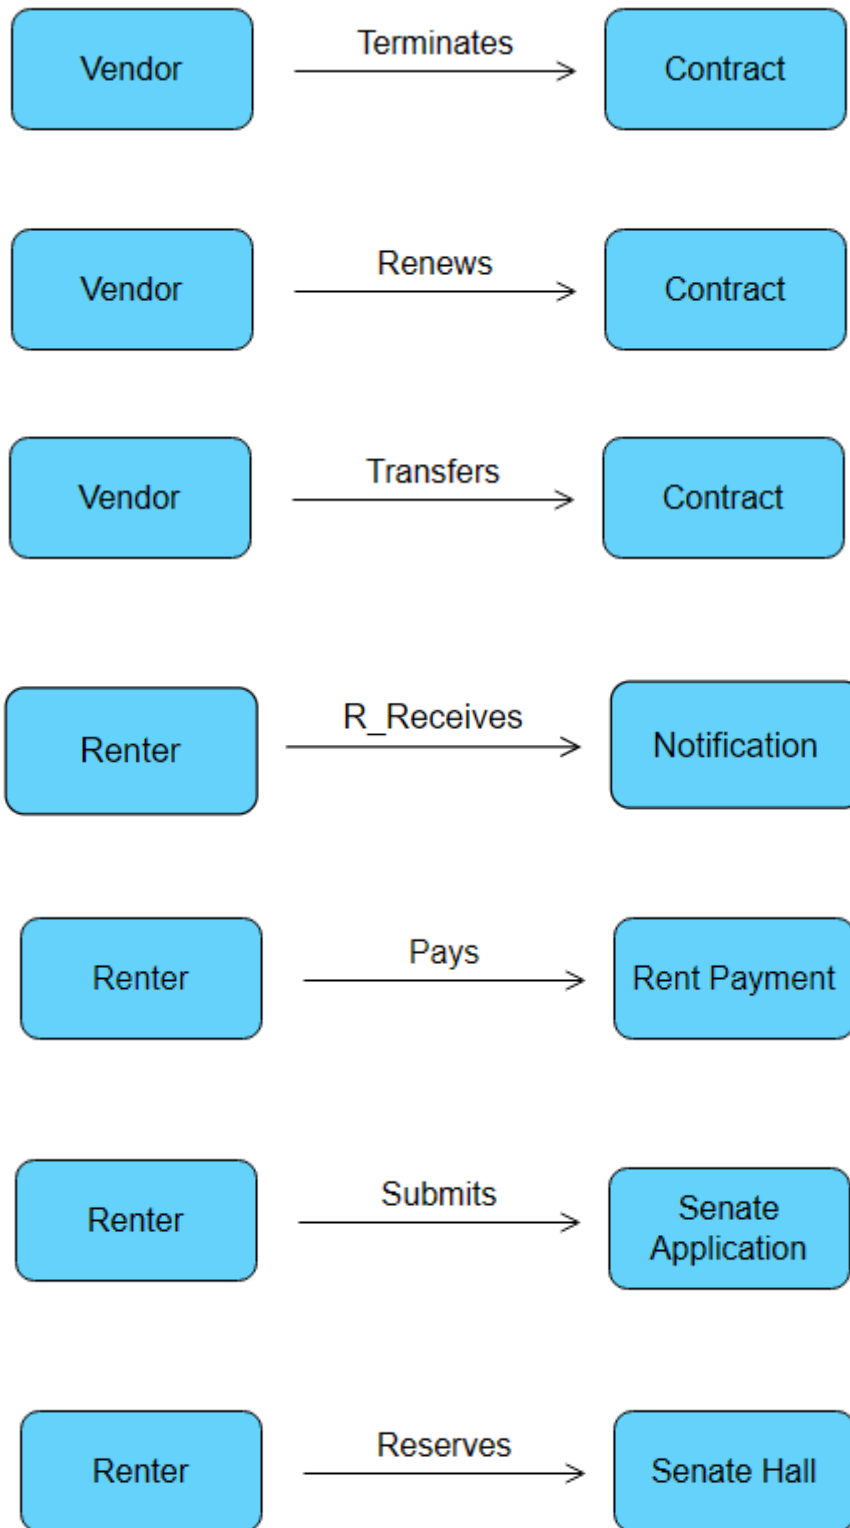 Terminates
Vendor
Contract
Renews
Vendor
Contract
Transfers
Vendor
Contract
R_Receives
Renter
Notification
Pays
Renter
Rent Payment
Submits
Renter
Senate
Application
Reserves
Renter
Senate Hall